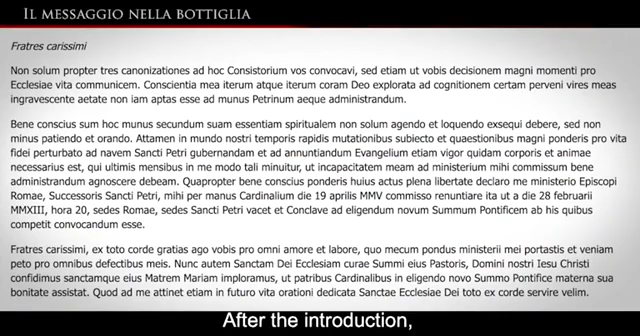 IL MESSAGGIO NELLA BOTTIGLIA
Fratres carissimi
Non solum propter tres canonizationes ad hoc Consistorium vos convocavi, sed etiam ut vobis decisionem magni momenti pro
Ecclesiae vita communicem. Conscientia mea iterum atque iterum coram Deo explorata ad cognitionem certam perveni vires meas
ingravescente aetate non iam aptas esse ad munus Petrinum aeque administrandum.
Bene conscius sum hoc munus secundum suam essentiam spiritualem non solum agendo et loquendo exsequi debere, sed non
minus patiendo et orando. Attamen in mundo nostri temporis rapidis mutationibus subiecto et quaestionibus magni ponderis pro vita
fidei perturbato ad navem Sancti Petri gubernandam et ad annuntiandum Evangelium etiam vigor quidam corporis et animae
necessarius est, qui ultimis mensibus in me modo tali minuitur, ut incapacitatem meam ad ministerium mihi commissum bene
administrandum agnoscere debeam. Quapropter bene conscius ponderis huius actus plena libertate declaro me ministerio Episcopi
Romae, Successoris Sancti Petri, mihi per manus Cardinalium die 19 aprilis MMV commisso renuntiare ita ut a die 28 februarii
MMXIII, hora 20, sedes Romae, sedes Sancti Petri vacet et Conclave ad eligendum novum Summum Pontificem ab his quibus
competit convocandum esse.
Fratres carissimi, ex toto corde gratias ago vobis pro omni amore et labore, quo mecum pondus ministerii mei portastis et veniam
peto pro omnibus defectibus meis. Nunc autem Sanctam Dei Ecclesiam curae Summi eius Pastoris, Domini nostri Iesu Christi
confidimus sanctamque eius Matrem Mariam imploramus, ut patribus Cardinalibus in eligendo novo Summo Pontifice materna sua
bonitate assistat. Quod ad me attinet etiam in futuro vita orationi dedicata Sanctae Ecclesiae Dei toto ex corde servire velim.
After the introduction,